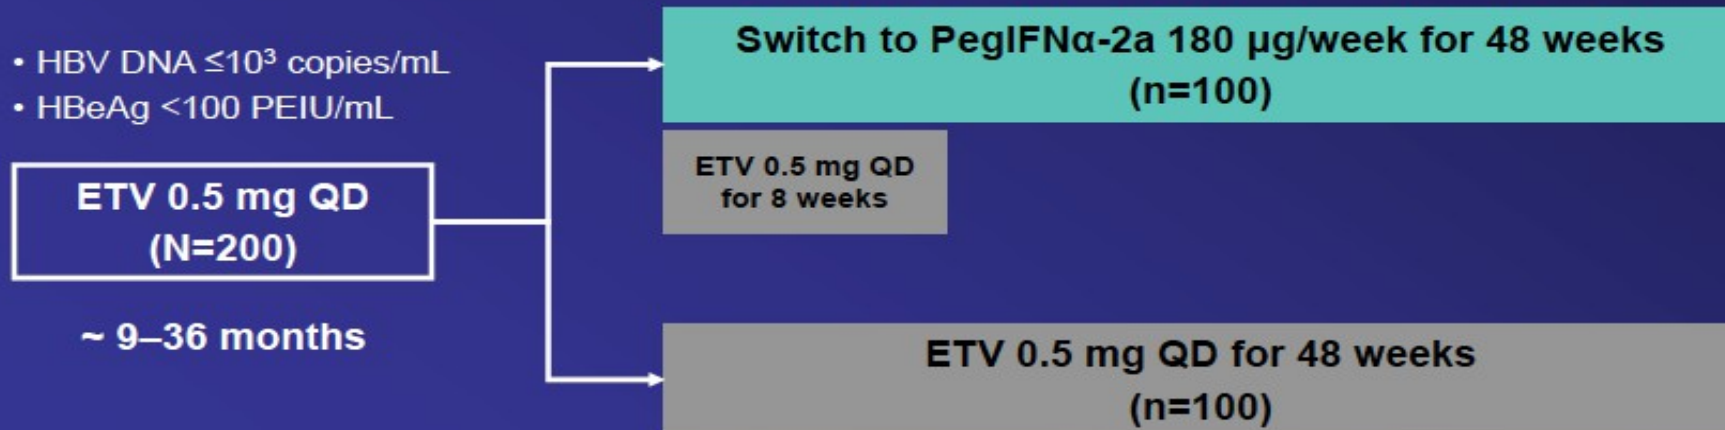 • HBV DNA ≤10³ copies/mL
• HBeAg <100 PEIU/mL
ETV 0.5 mg QD
(N=200)
~ 9–36 months
Switch to PegIFNα-2a 180 µg/week for 48 weeks
(n=100)
ETV 0.5 mg QD
for 8 weeks
ETV 0.5 mg QD for 48 weeks
(n=100)